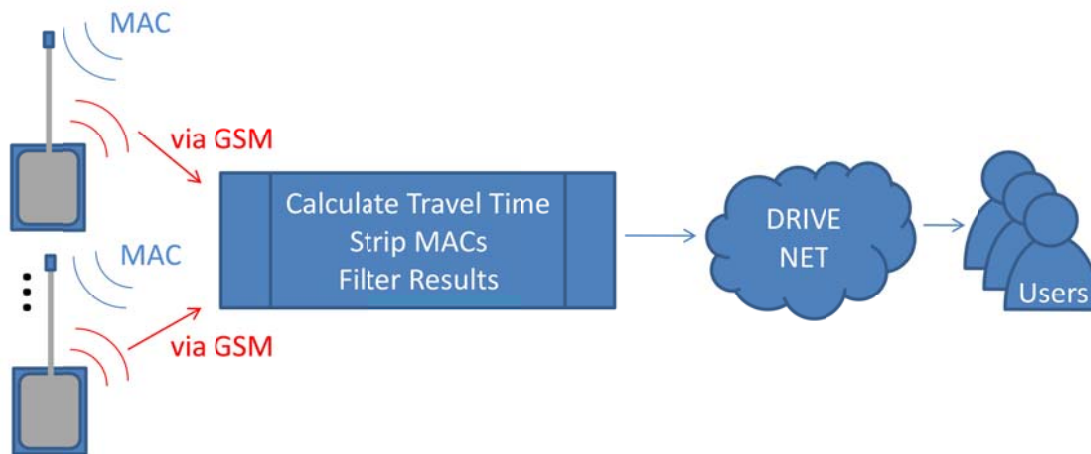 MAC
via GSM
MAC
via GSM
Calculate Travel Time
Strip MACs
Filter Results
DRIVE
NET
Users